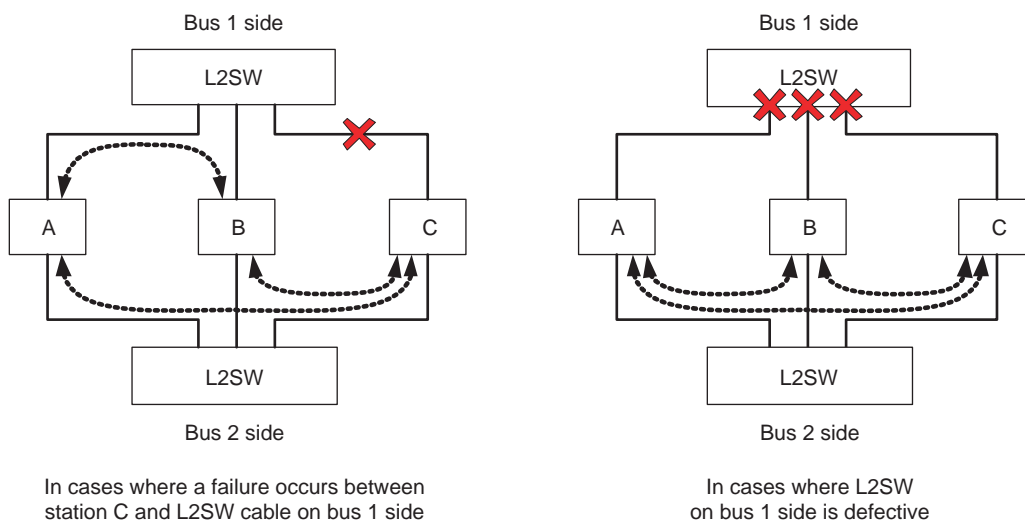 Bus 1 side
L2SW
A
B
C
L2SW
Bus 2 side
In cases where a failure occurs between
station C and L2SW cable on bus 1 side
Bus 1 side
L2SW
A
B
C
L2SW
Bus 2 side
In cases where L2SW
on bus 1 side is defective